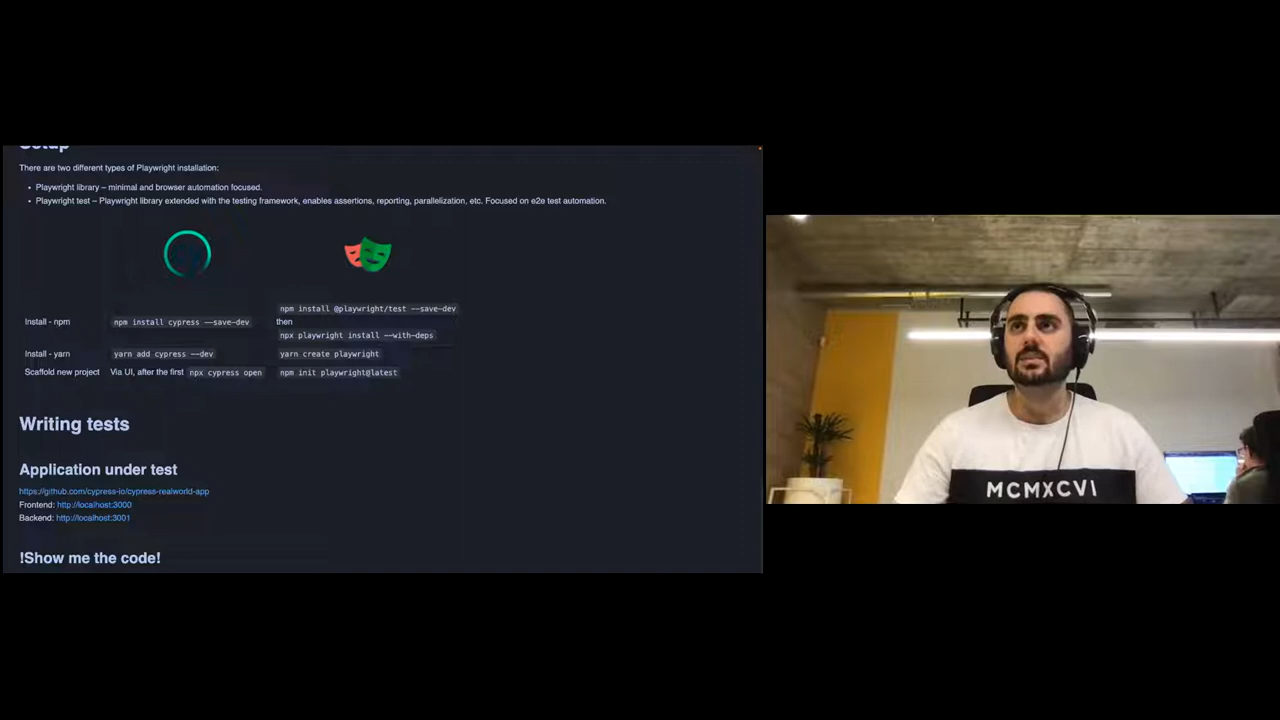 Setup
There are two different types of Playwright installation:
• Playwright library – minimal and browser automation focused.
• Playwright test – Playwright library extended with the testing framework, enables assertions, reporting, parallelization, etc. Focused on e2e test automation.
Install - npm npm install cypress --save-dev npm install @playwright/test --save-dev
then
npx playwright install --with-deps
Install - yarn yarn add cypress --dev yarn create playwright
Scaffold new project Via UI, after the first npx cypress open npm init playwright@latest
Writing tests
Application under test
https://github.com/cypress-io/cypress-realworld-app
Frontend: http://localhost:3000
Backend: http://localhost:3001
!Show me the code!
MCMXCVI